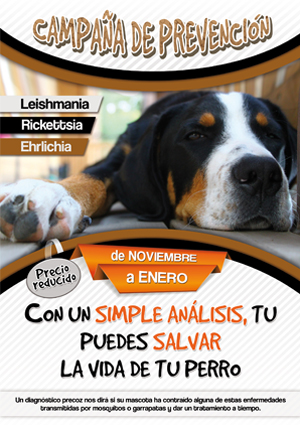 CAMPAÑA DE PREVENCIÓN
Leishmania
Rickettsia
Ehrlichia
Precio
reducido
de NOVIEMBRE
a ENERO
CON UN SIMPLE ANÁLISIS, TU
PUEDES SALVAR
LA VIDA DE TU PERRO
Un diagnóstico precoz nos dirá si su mascota ha contraido alguna de estas enfermedades
transmitidas por mosquitos o garrapatas y dar un tratamiento a tiempo.